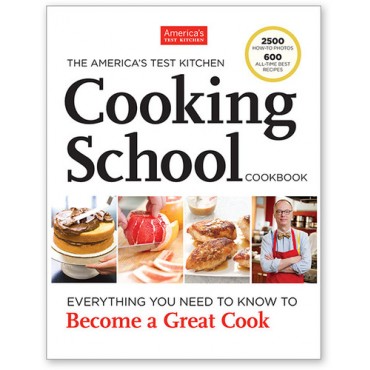 America's
TEST KITCHEN
2500
HOW-TO PHOTOS
600
ALL-TIME BEST
RECIPES
THE AMERICA'S TEST KITCHEN
Cooking
School
COOKBOOK
EVERYTHING YOU NEED TO KNOW TO
Become a Great Cook